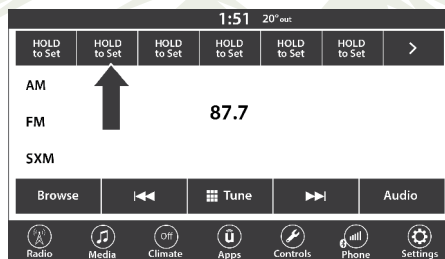 1:51 20° out
HOLD to Set HOLD to Set HOLD to Set HOLD to Set HOLD to Set HOLD to Set >
AM
87.7
FM
SXM
Browse Tune Audio
Off
Radio Media Climate Apps Controls Phone Settings